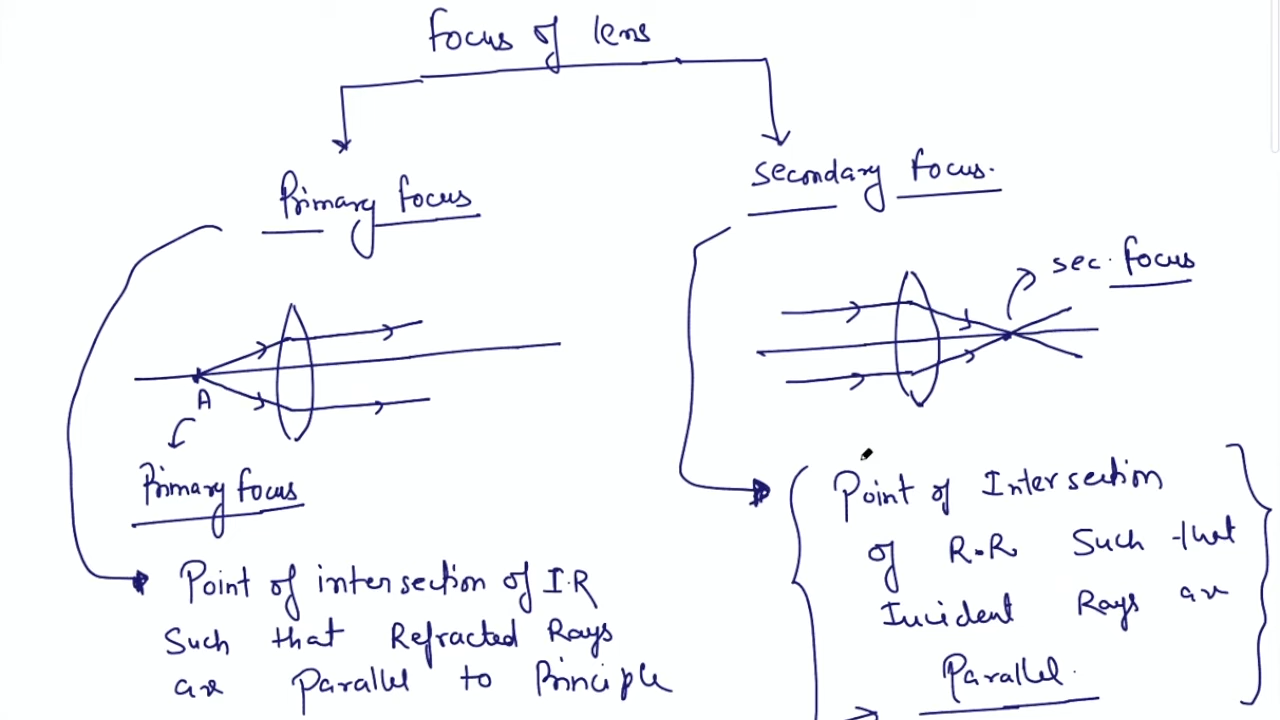 focus of lens
Primary focus
Secondary focus.
sec. focus
A
Primary focus
Point of intersection of I.R
Such that Refracted Rays
are Parallel to Principle
Point of Intersection
of R.R. Such that
Incident Rays are
Parallel.